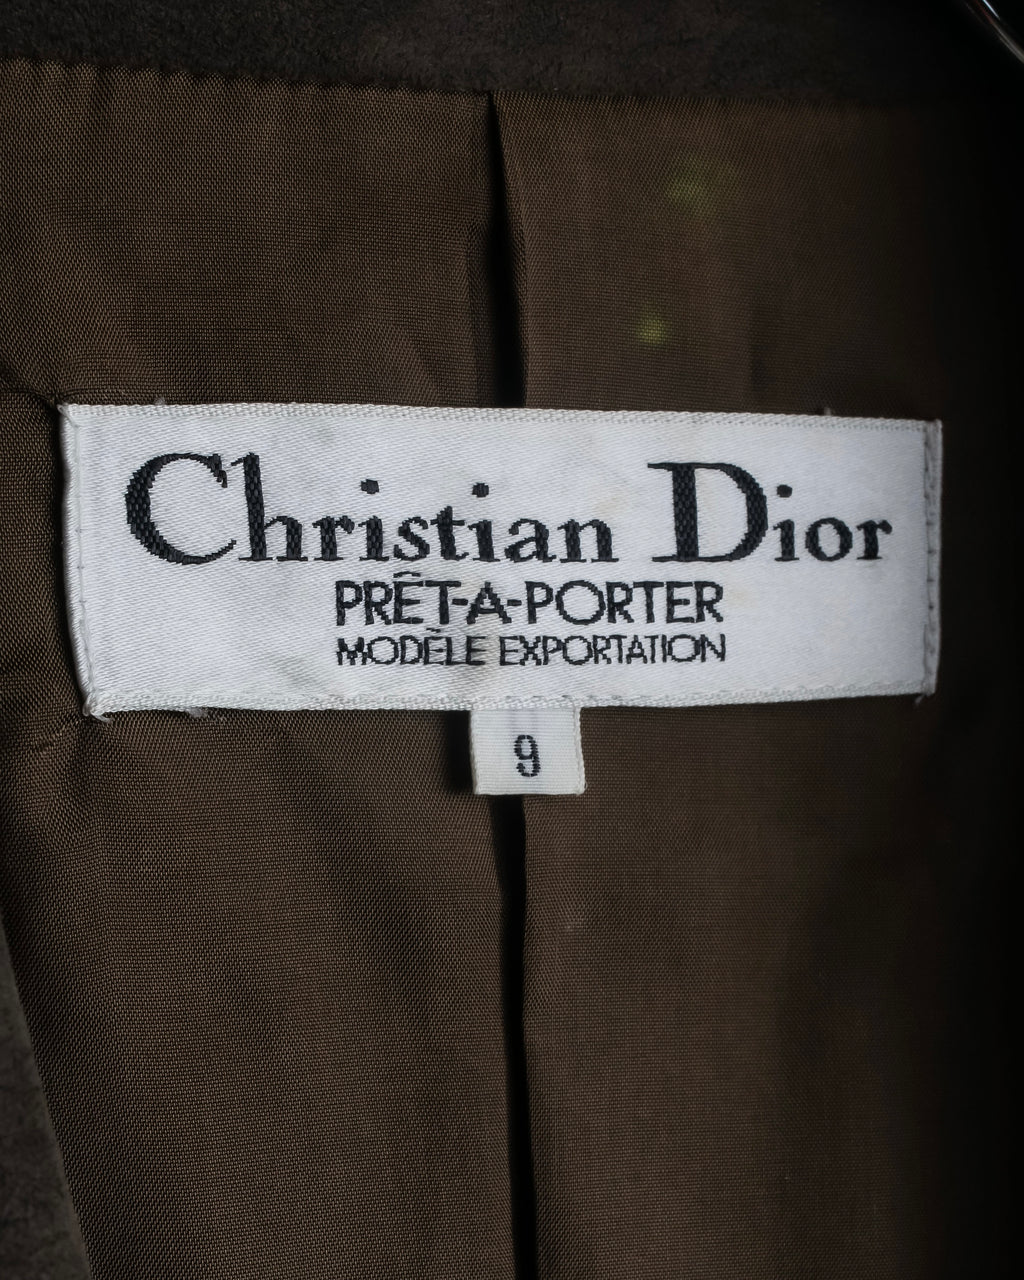 Christian Dior
PRÊT-A-PORTER
MODÈLE EXPORTATION
9